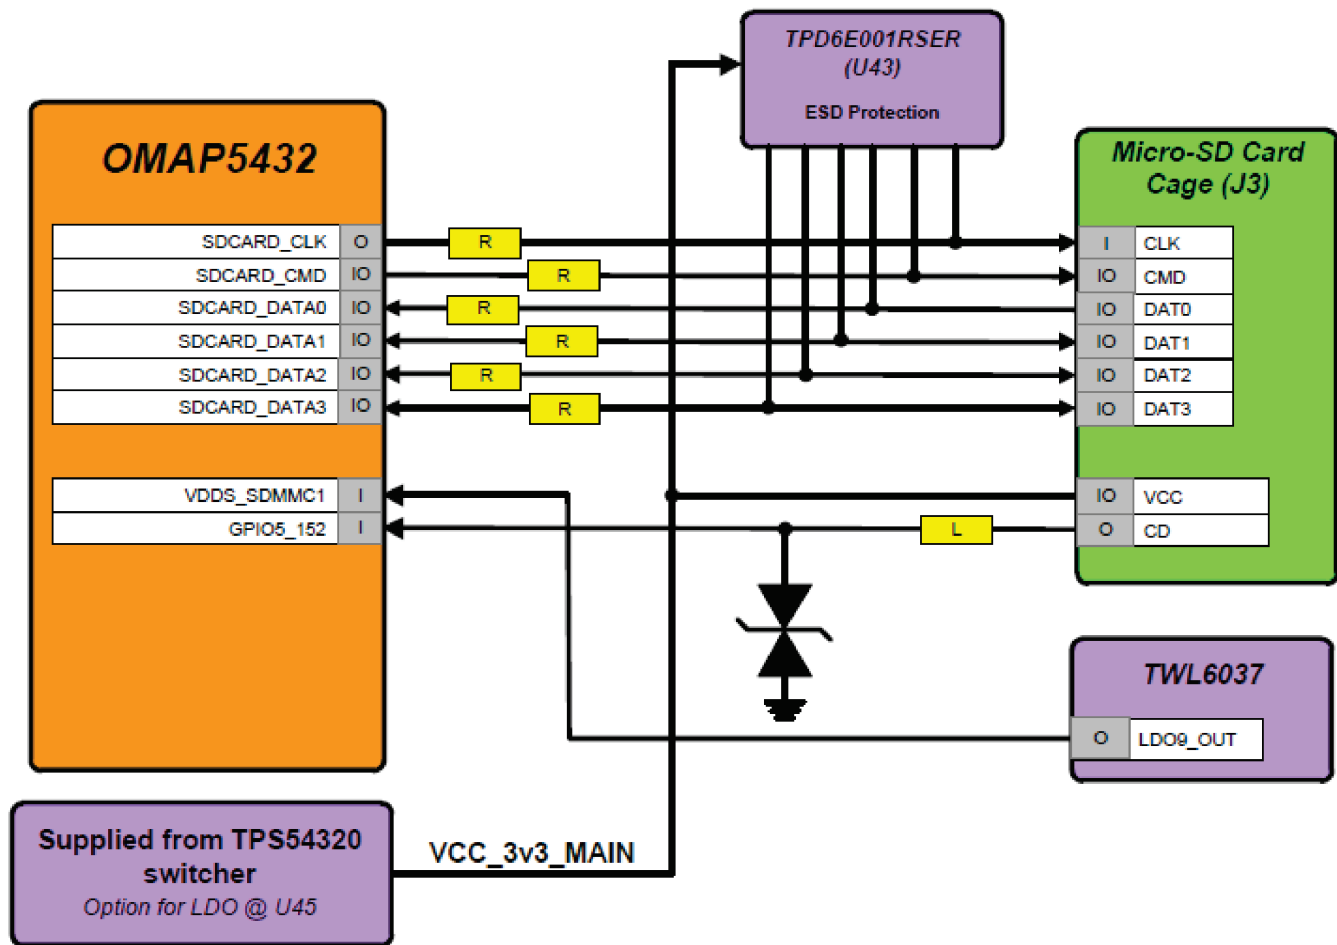 TPD6E001RSER
(U43)
ESD Protection
OMAP5432
Micro-SD Card
Cage (J3)
SDCARD_CLK O R I CLK
SDCARD_CMD IO R IO CMD
SDCARD_DATA0 IO R IO DAT0
SDCARD_DATA1 IO R IO DAT1
SDCARD_DATA2 IO R IO DAT2
SDCARD_DATA3 IO R IO DAT3
VDDS_SDMMC1 I IO VCC
GPIO5_152 I L O CD
TWL6037
O LDO9_OUT
Supplied from TPS54320
switcher
Option for LDO @ U45
VCC_3v3_MAIN